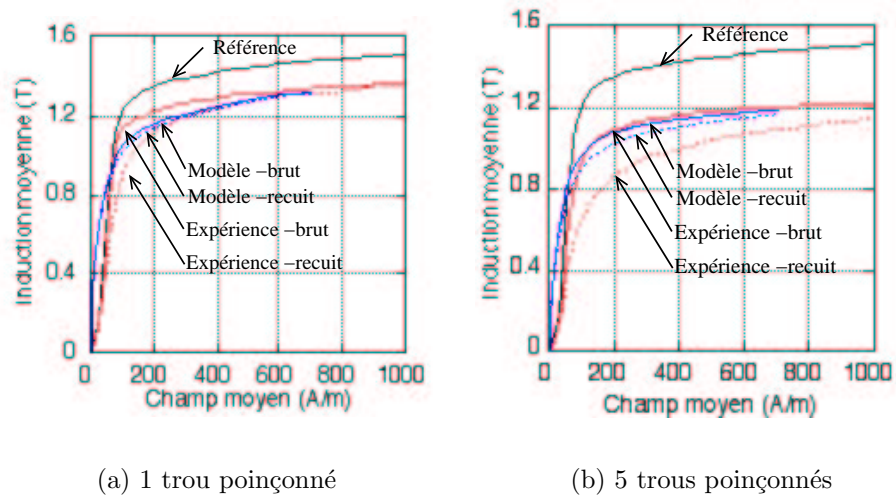 1.6
1.2
0.8
0.4
0
Induction moyenne (T)
Référence
Modèle –brut
Modèle –recuit
Expérience –brut
Expérience –recuit
0 200 400 600 800 1000
Champ moyen (A/m)
(a) 1 trou poinçonné
1.6
1.2
0.8
0.4
0
Induction moyenne (T)
Référence
Modèle –brut
Modèle –recuit
Expérience –brut
Expérience –recuit
0 200 400 600 800 1000
Champ moyen (A/m)
(b) 5 trous poinçonnés